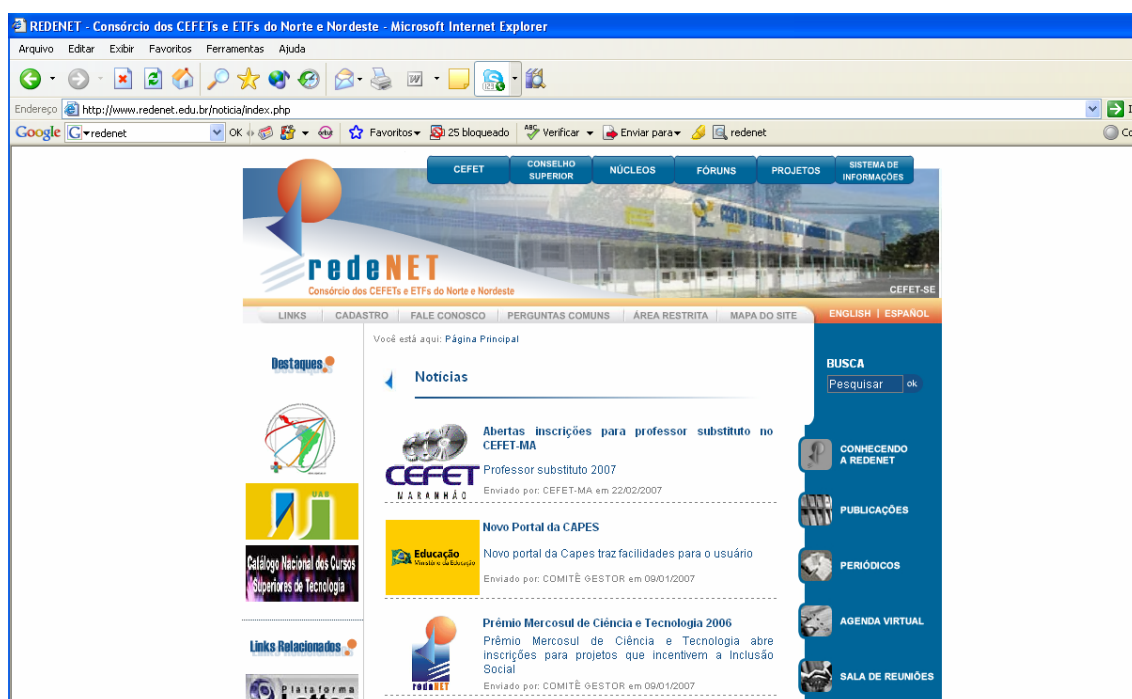 REDENET - Consórcio dos CEFETs e ETFs do Norte e Nordeste - Microsoft Internet Explorer
Arquivo Editar Exibir Favoritos Ferramentas Ajuda
Endereço http://www.redenet.edu.br/noticia/index.php
Google G redenet OK Favoritos 25 bloqueado ABC Verificar Enviar para redenet
CEFET CONSELHO SUPERIOR NÚCLEOS FÓRUNS PROJETOS SISTEMA DE INFORMAÇÕES
redeNET
Consórcio dos CEFETs e ETFs do Norte e Nordeste
CEFET-SE
LINKS CADASTRO FALE CONOSCO PERGUNTAS COMUNS ÁREA RESTRITA MAPA DO SITE ENGLISH | ESPAÑOL
Você está aqui: Página Principal
Destaques
UAB
Catálogo Nacional dos Cursos
Superiores de Tecnologia
Links Relacionados
Plataforma
Notícias
Abertas inscrições para professor substituto no
CEFET-MA
CEFET
MARANHÃO
Professor substituto 2007
Enviado por: CEFET-MA em 22/02/2007
Novo Portal da CAPES
Educação
Ministério da Educação
Novo portal da Capes traz facilidades para o usuário
Enviado por: COMITÊ GESTOR em 09/01/2007
Prêmio Mercosul de Ciência e Tecnologia 2006
Prêmio Mercosul de Ciência e Tecnologia abre
inscrições para projetos que incentivem a Inclusão
Social
redeNET
Enviado por: COMITÊ GESTOR em 09/01/2007
BUSCA
Pesquisar ok
CONHECENDO
A REDENET
PUBLICAÇÕES
PERIÓDICOS
AGENDA VIRTUAL
SALA DE REUNIÕES